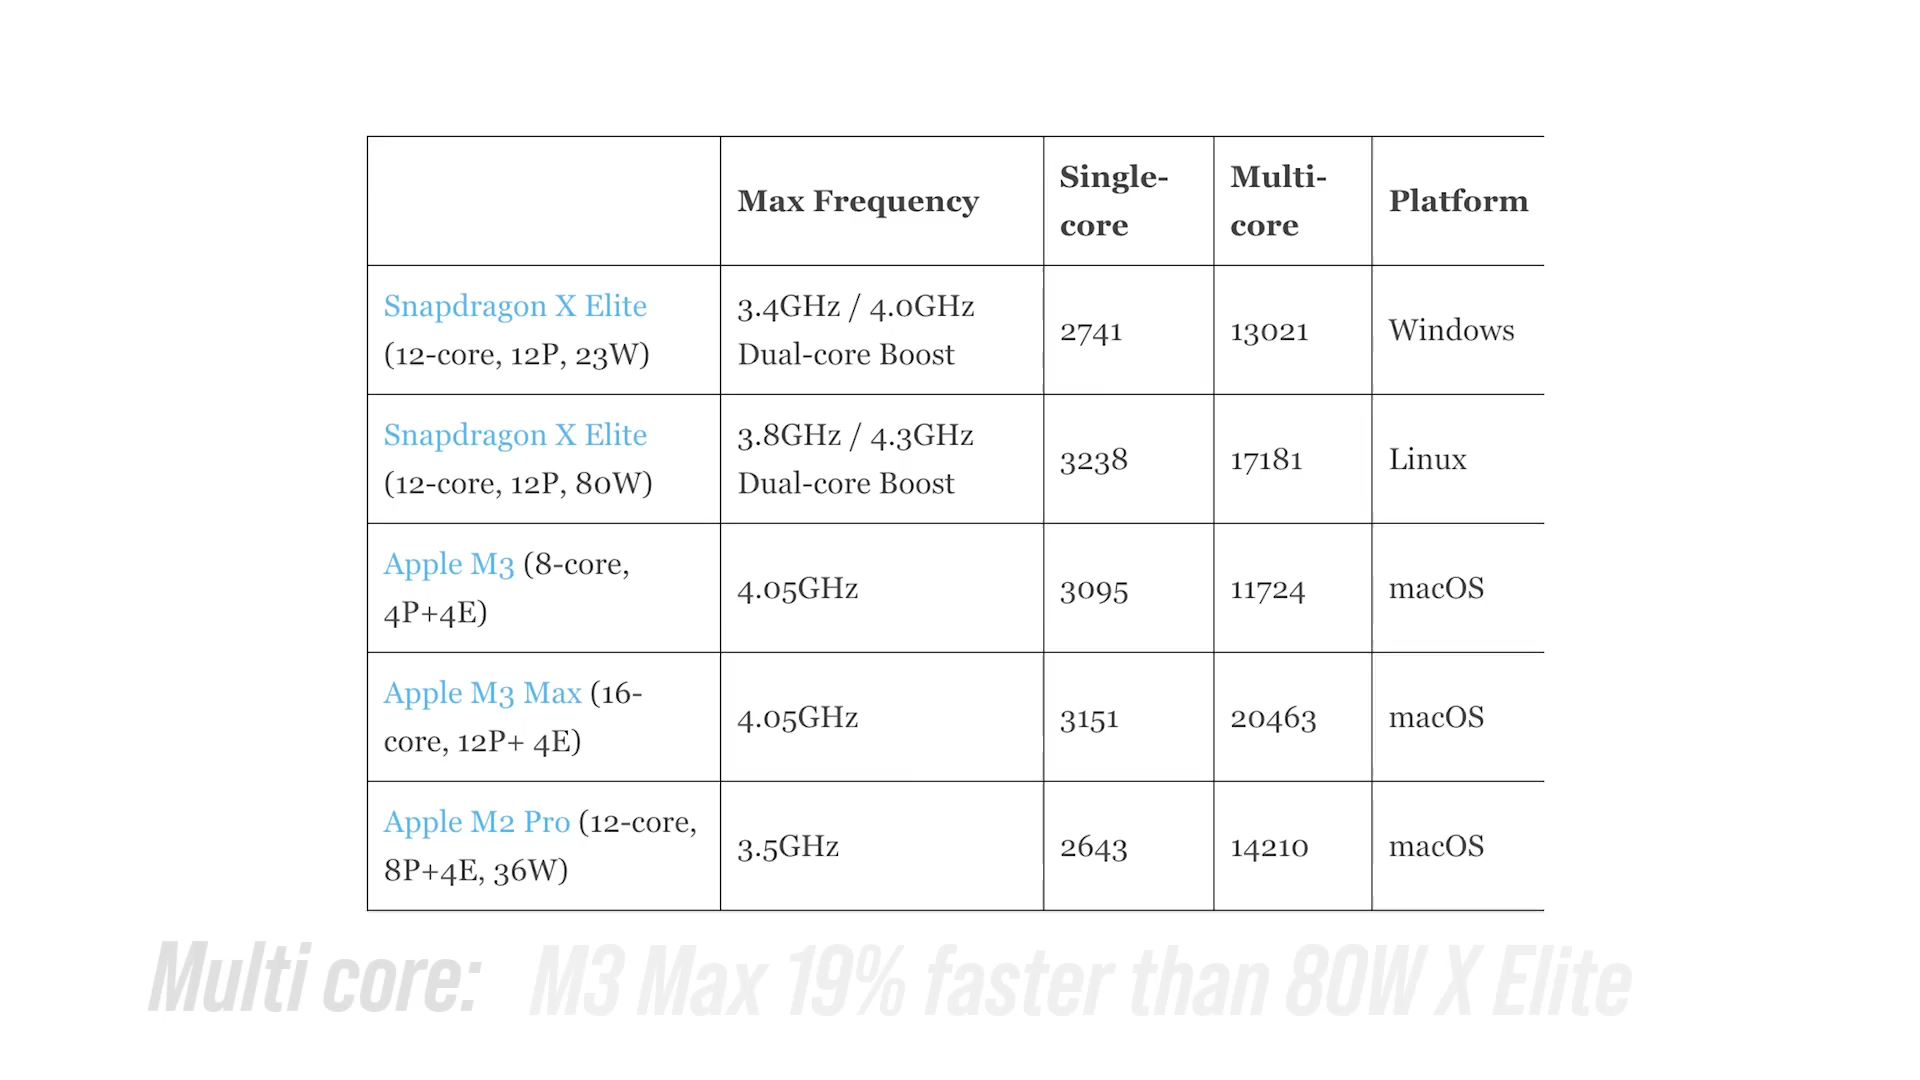 Max Frequency Single-core Multi-core Platform
Snapdragon X Elite (12-core, 12P, 23W) 3.4GHz / 4.0GHz Dual-core Boost 2741 13021 Windows
Snapdragon X Elite (12-core, 12P, 80W) 3.8GHz / 4.3GHz Dual-core Boost 3238 17181 Linux
Apple M3 (8-core, 4P+4E) 4.05GHz 3095 11724 macOS
Apple M3 Max (16-core, 12P+ 4E) 4.05GHz 3151 20463 macOS
Apple M2 Pro (12-core, 8P+4E, 36W) 3.5GHz 2643 14210 macOS
Multi core: M3 Max 19% faster than 80W X Elite